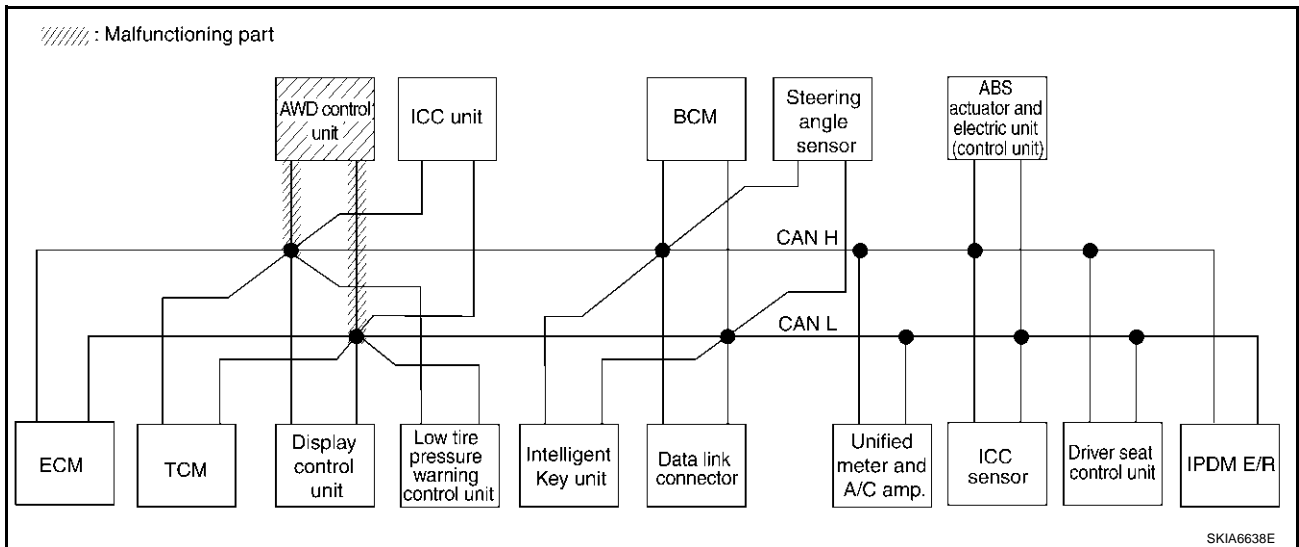 : Malfunctioning part
AWD control
unit
ICC unit
BCM
Steering
angle
sensor
ABS
actuator and
electric unit
(control unit)
CAN H
CAN L
ECM
TCM
Display
control
unit
Low tire
pressure
warning
control unit
Intelligent
Key unit
Data link
connector
Unified
meter and
A/C amp.
ICC
sensor
Driver seat
control unit
IPDM E/R
SKIA6638E